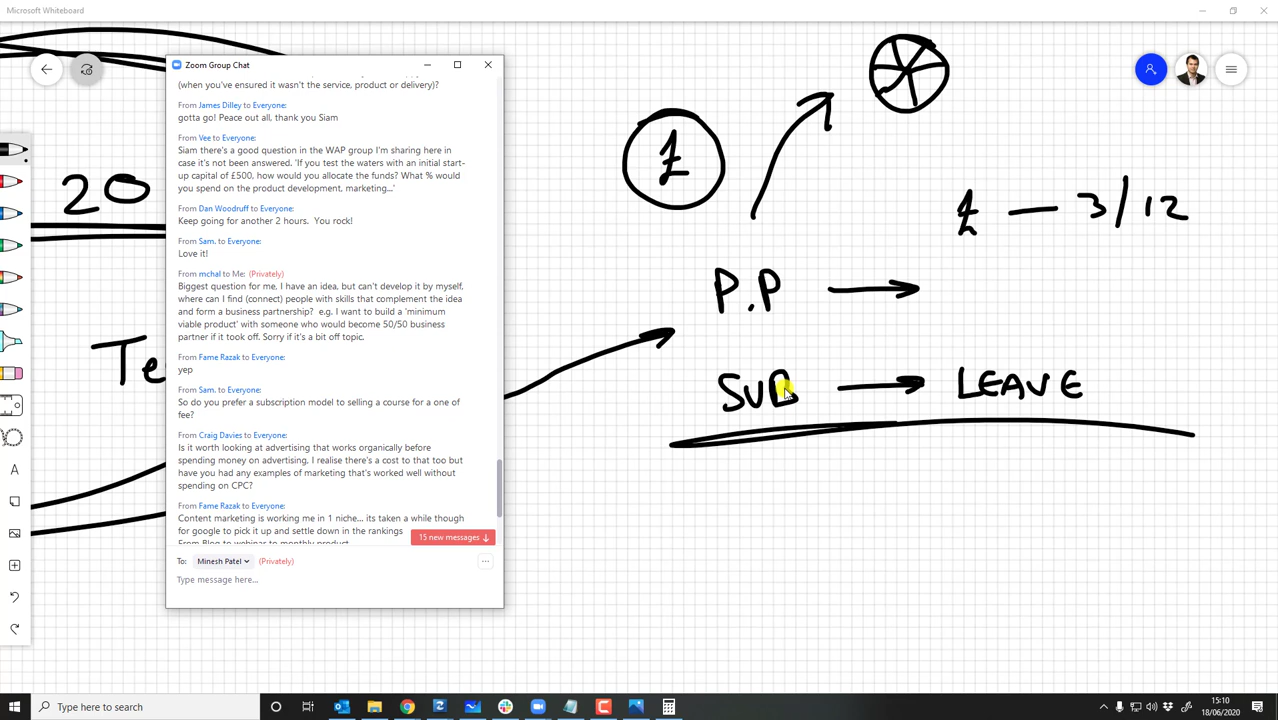 Microsoft Whiteboard
Zoom Group Chat
(when you've ensured it wasn't the service, product or delivery)?
From James Dilley to Everyone:
gotta go! Peace out all, thank you Siam
From Vee to Everyone:
Siam there's a good question in the WAP group I'm sharing here in
case it's not been answered. 'If you test the waters with an initial start-
up capital of £500, how would you allocate the funds? What % would
you spend on the product development, marketing...'
From Dan Woodruff to Everyone:
Keep going for another 2 hours.  You rock!
From Sam. to Everyone:
Love it!
From mchal to Me: (Privately)
Biggest question for me, I have an idea, but can't develop it by myself,
where can I find (connect) people with skills that complement the idea
and form a business partnership?  e.g. I want to build a 'minimum
viable product' with someone who would become 50/50 business
partner if it took off. Sorry if it's a bit off topic.
From Fame Razak to Everyone:
yep
From Sam. to Everyone:
So do you prefer a subscription model to selling a course for a one of
fee?
From Craig Davies to Everyone:
Is it worth looking at advertising that works organically before
spending money on advertising, I realise there's a cost to that too but
have you had any examples of marketing that's worked well without
spending on CPC?
From Fame Razak to Everyone:
Content marketing is working me in 1 niche... its taken a while though
for google to pick it up and settle down in the rankings
From Blog to webinar to monthly product
15 new messages
To: Minesh Patel (Privately)
Type message here...
20
Te
£
£ — 3/12
P.P
SUB
LEAVE
A
Type here to search
15:10
18/06/2020